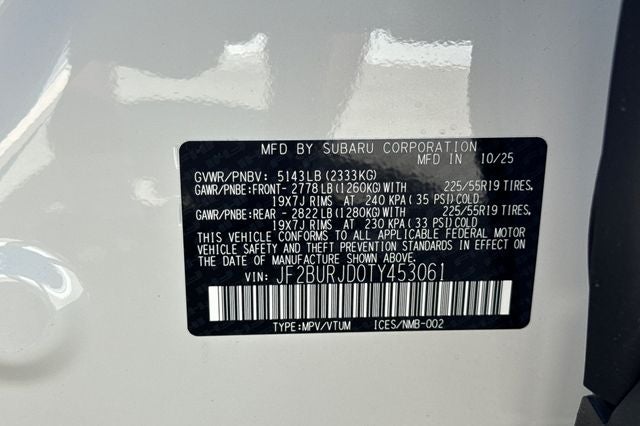 MFD BY SUBARU CORPORATION
MFD IN 10/25
GVWR/PNBV: 5143LB (2333KG)
GAWR/PNBE:FRONT- 2778 LB (1260KG) WITH 225/55R19 TIRES.
19X7J RIMS AT 240 KPA ( 35 PSI) COLD
GAWR/PNBE:REAR - 2822 LB (1280KG) WITH 225/55R19 TIRES.
19X7J RIMS AT 230 KPA ( 33 PSI) COLD
THIS VEHICLE CONFORMS TO ALL APPLICABLE FEDERAL MOTOR
VEHICLE SAFETY AND THEFT PREVENTION STANDARDS IN EFFECT
ON THE DATE OF MANUFACTURE SHOWN ABOVE.
VIN: JF2BURJD0TY453061
TYPE:MPV/VTUM ICES/NMB-002